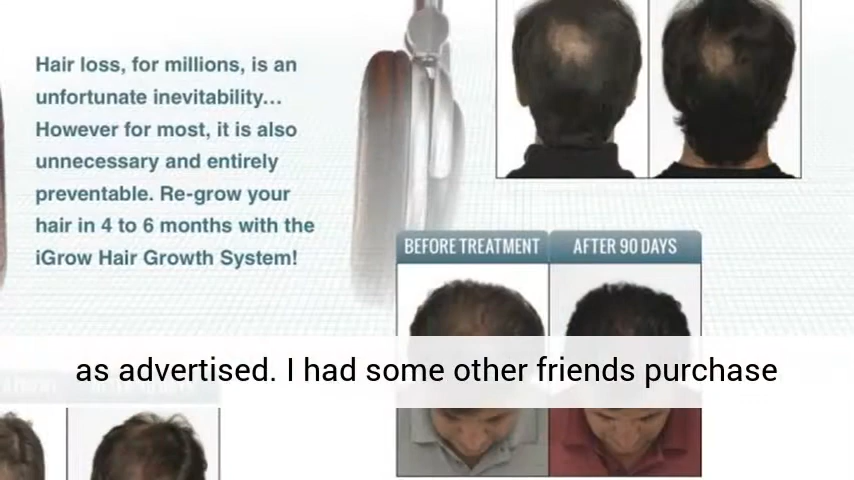 Hair loss, for millions, is an
unfortunate inevitability...
However for most, it is also
unnecessary and entirely
preventable. Re-grow your
hair in 4 to 6 months with the
iGrow Hair Growth System!
BEFORE TREATMENT
AFTER 90 DAYS
as advertised. I had some other friends purchase